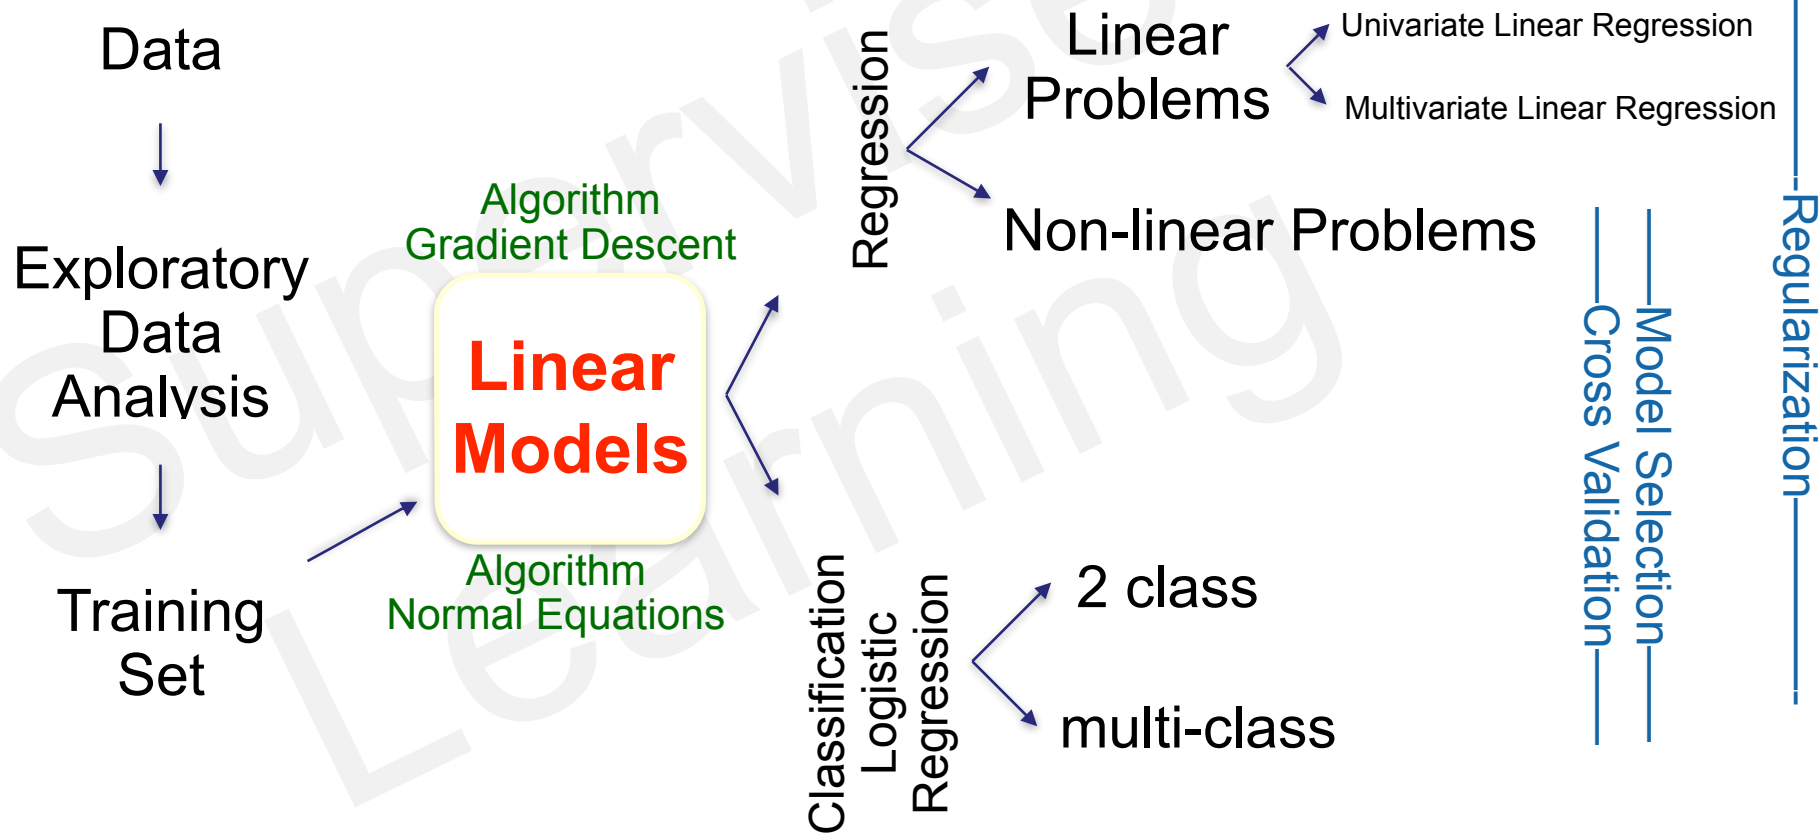 Data
Exploratory
Data
Analysis
Training
Set
Algorithm
Gradient Descent
Linear
Models
Algorithm
Normal Equations
Regression
Linear
Problems
Univariate Linear Regression
Multivariate Linear Regression
Non-linear Problems
Classification
Logistic
Regression
2 class
multi-class
Cross Validation
Model Selection
Regularization
Supervise
Learning